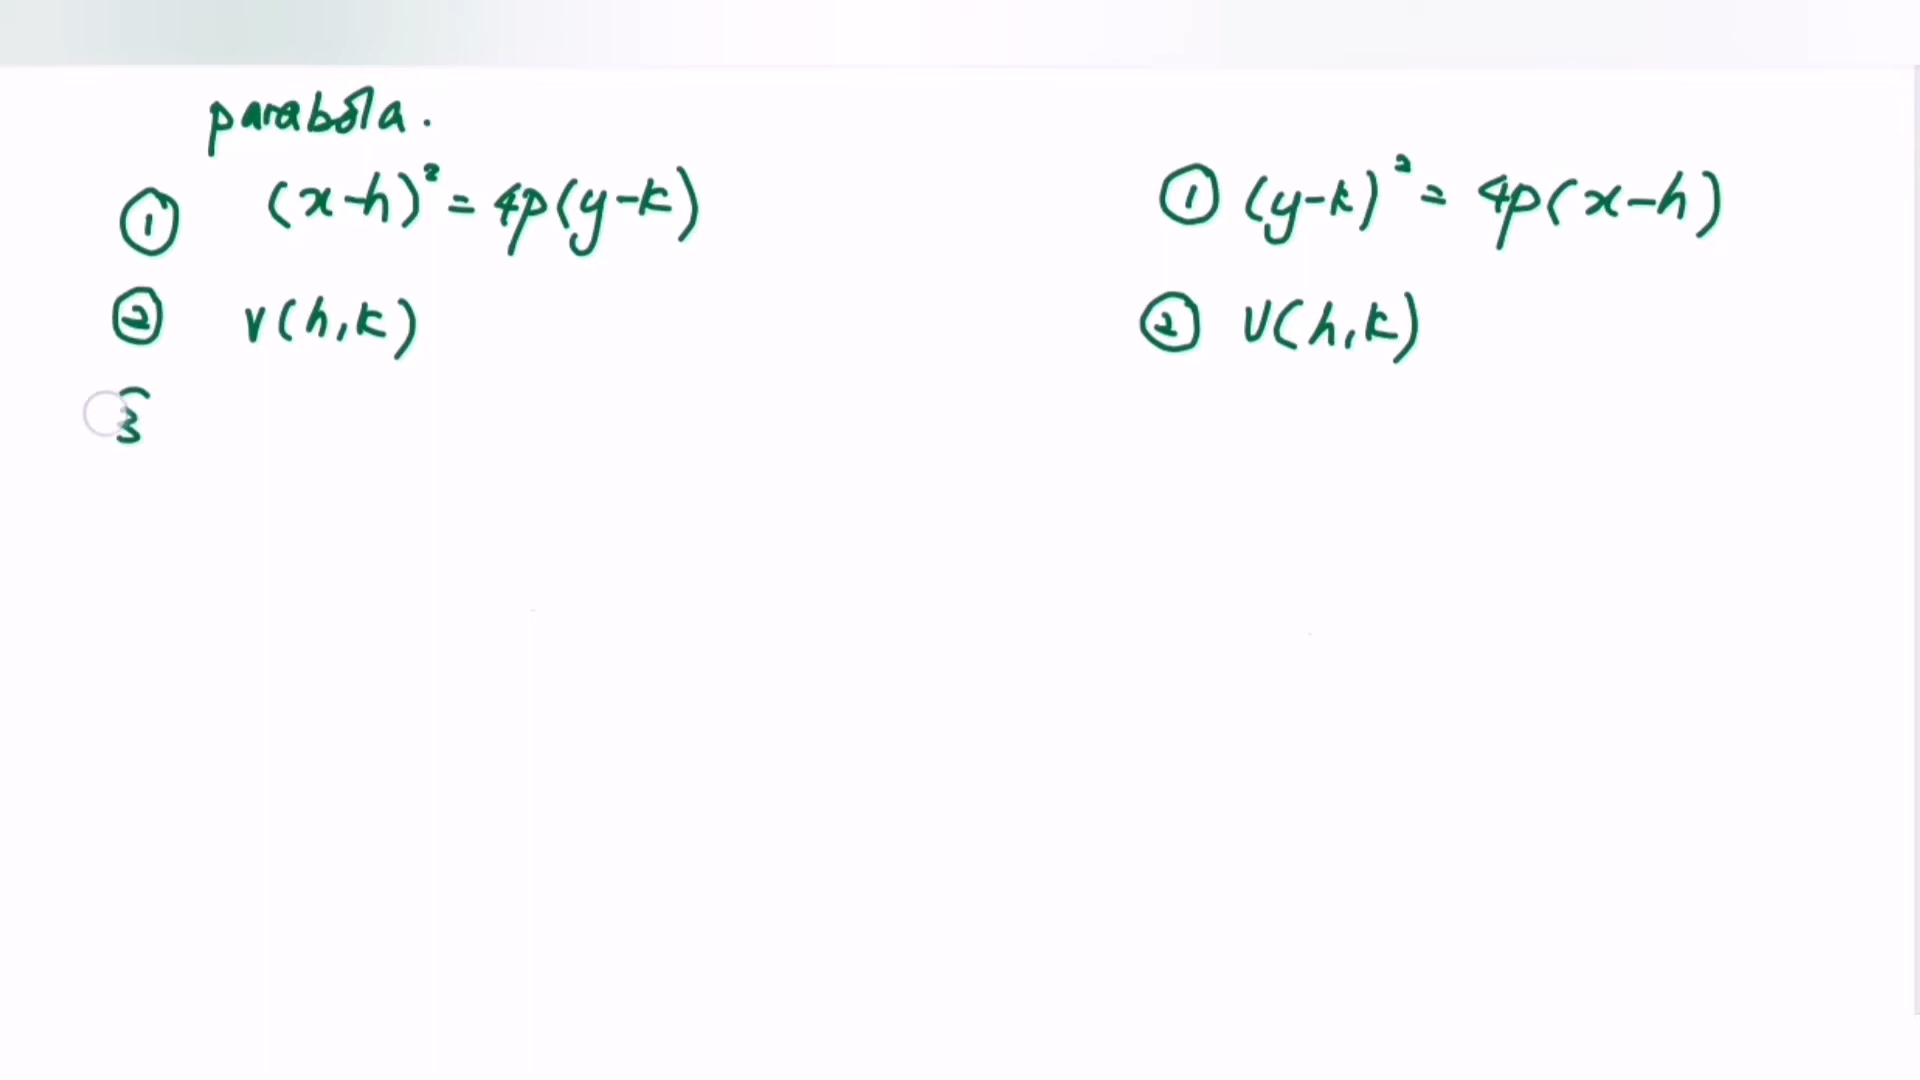 parabola.
① (x-h)² = 4p(y-k)
② V(h,k)
3
① (y-k)² = 4p(x-h)
② V(h,k)